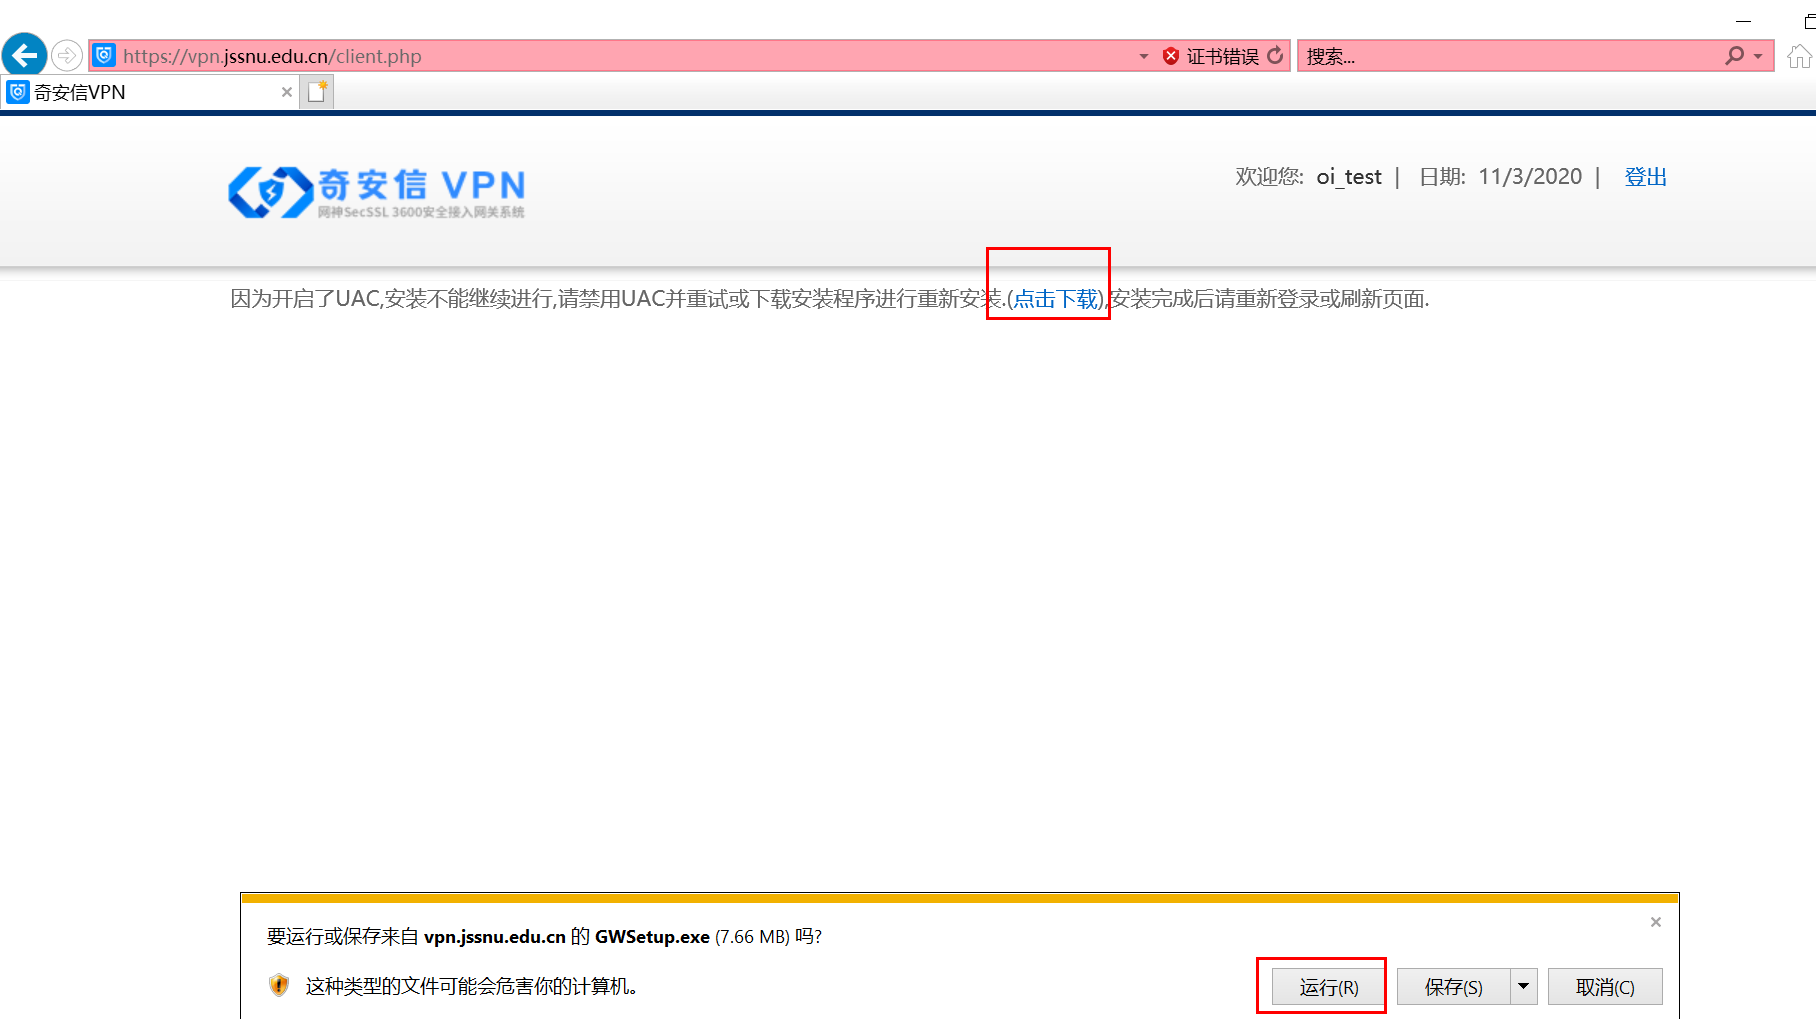 https://vpn.jssnu.edu.cn/client.php
证书错误
搜索...
奇安信VPN
奇安信 VPN
网神SecSSL 3600安全接入网关系统
欢迎您: oi_test | 日期: 11/3/2020 | 登出
因为开启了UAC,安装不能继续进行,请禁用UAC并重试或下载安装程序进行重新安装.(点击下载),安装完成后请重新登录或刷新页面.
要运行或保存来自 vpn.jssnu.edu.cn 的 GWSetup.exe (7.66 MB) 吗?
这种类型的文件可能会危害你的计算机。
运行(R)
保存(S)
取消(C)